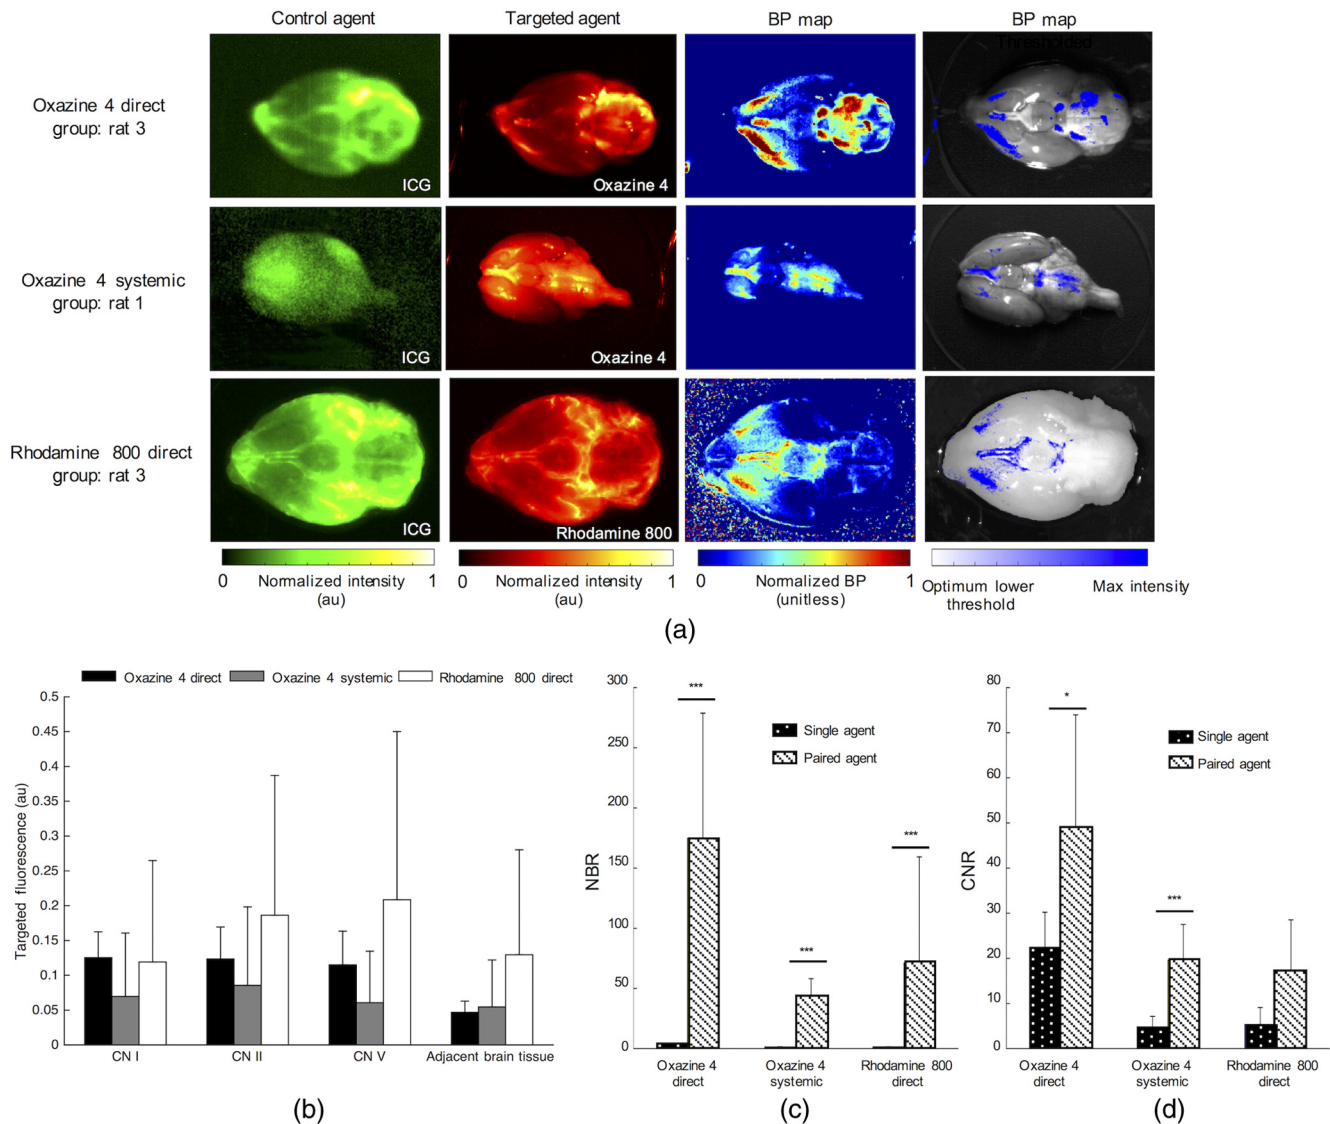 Control agent
Targeted agent
BP map
BP map
Thresholded
Oxazine 4 direct
group: rat 3
ICG
Oxazine 4
Oxazine 4 systemic
group: rat 1
ICG
Oxazine 4
Rhodamine 800 direct
group: rat 3
ICG
Rhodamine 800
0 Normalized intensity 1
(au)
0 Normalized intensity 1
(au)
0 Normalized BP 1
(unitless)
Optimum lower Max intensity
threshold
(a)
Oxazine 4 direct Oxazine 4 systemic Rhodamine 800 direct
0.5
0.45
0.4
0.35
0.3
0.25
0.2
0.15
0.1
0.05
0
Targeted fluorescence (au)
CN I CN II CN V Adjacent brain tissue
(b)
300
250
200
150
100
50
0
NBR
***
***
***
Single agent
Paired agent
Oxazine 4 Oxazine 4 Rhodamine 800
direct systemic direct
(c)
80
70
60
50
40
30
20
10
0
CNR
*
***
Single agent
Paired agent
Oxazine 4 Oxazine 4 Rhodamine 800
direct systemic direct
(d)